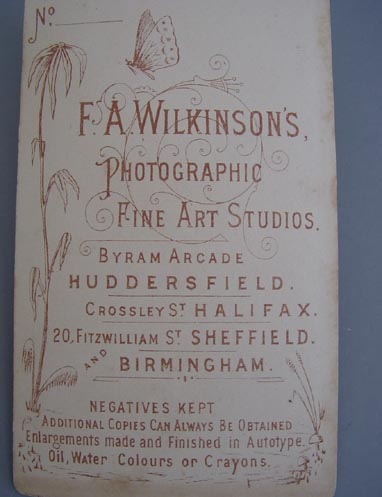 No
F. A. WILKINSON'S,
PHOTOGRAPHIC
FINE ART STUDIOS.
BYRAM ARCADE
HUDDERSFIELD.
CROSSLEY ST HALIFAX.
20, FITZWILLIAM ST SHEFFIELD.
AND BIRMINGHAM.
NEGATIVES KEPT
ADDITIONAL COPIES CAN ALWAYS BE OBTAINED
Enlargements made and Finished in Autotype.
Oil, Water Colours or Crayons.